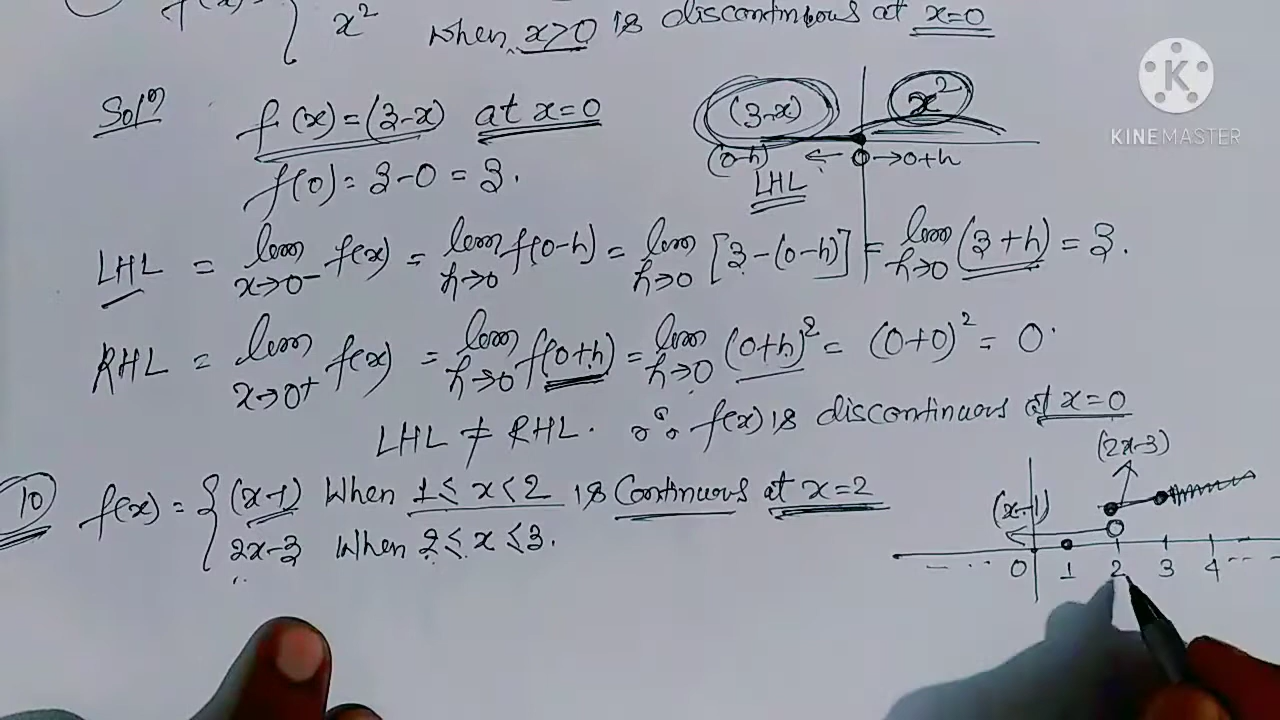 f(x) = {
x² when x>0 is discontinuous at x=0
Solⁿ f(x)=(3-x) at x=0
(3-x) x²
KINEMASTER
f(0) = 3-0 = 3.
(0-h) ← 0 → 0+h
LHL
LHL = lim x→0⁻ f(x) = lim h→0 f(0-h) = lim h→0 [3-(0-h)] = lim h→0 (3+h) = 3.
RHL = lim x→0+ f(x) = lim h→0 f(0+h) = lim h→0 (0+h)² = (0+0)² = 0.
LHL ≠ RHL. ∴ f(x) is discontinuous at x=0
10 f(x) = { (x-1) When 1 ≤ x < 2 is Continuous at x=2
2x-3 When 2 ≤ x ≤ 3.
(2x-3)
(x-1)
0 1 2 3 4